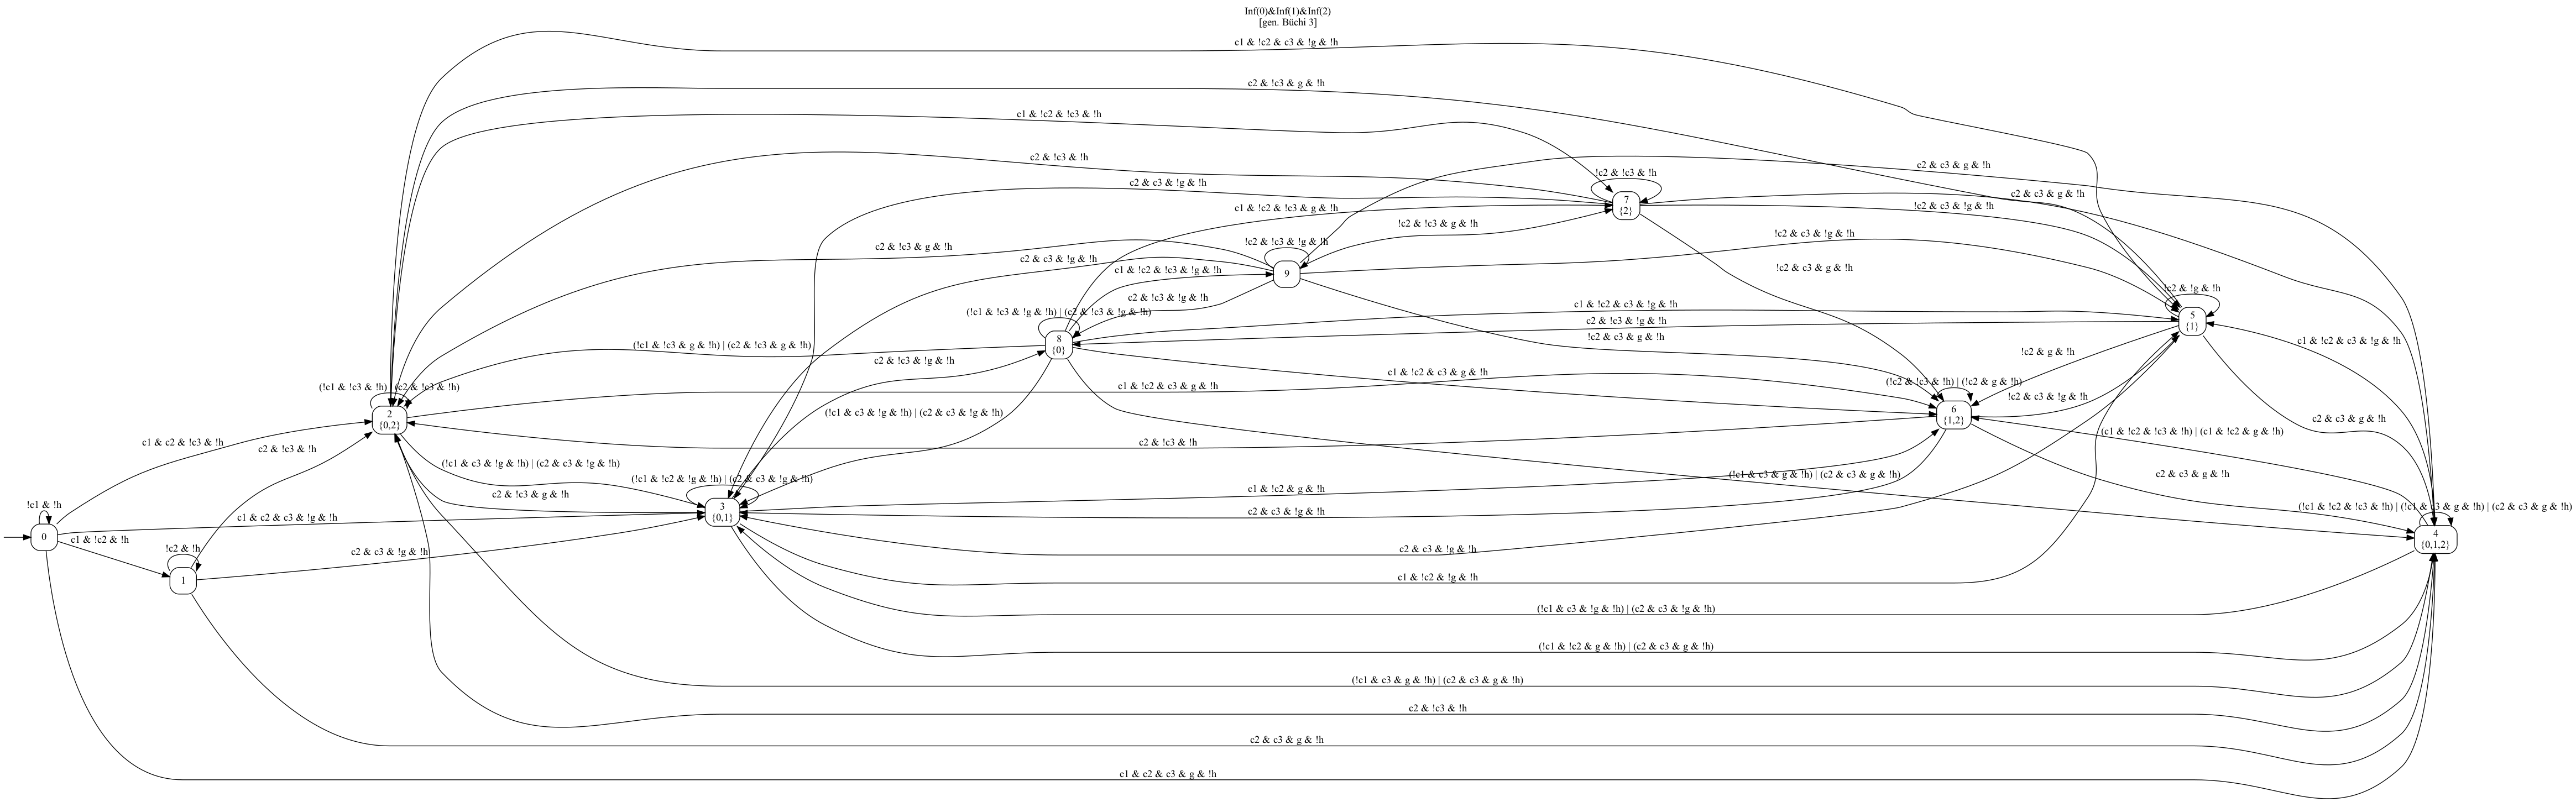 Inf(0)&Inf(1)&Inf(2)
[gen. Büchi 3]
c1 & !c2 & c3 & !g & !h
c2 & !c3 & g & !h
c1 & !c2 & !c3 & !h
c2 & !c3 & !h
c2 & c3 & g & !h
!c2 & !c3 & !h
c2 & c3 & !g & !h
c2 & c3 & g & !h
7
{2}
c1 & !c2 & !c3 & g & !h
!c2 & c3 & !g & !h
!c2 & !c3 & g & !h
!c2 & c3 & !g & !h
c2 & !c3 & g & !h
!c2 & !c3 & !g & !h
c2 & c3 & !g & !h
9
c1 & !c2 & !c3 & !g & !h
!c2 & c3 & g & !h
c2 & !c3 & !g & !h
!c2 & !g & !h
(!c1 & !c3 & !g & !h) | (c2 & !c3 & !g & !h)
c1 & !c2 & c3 & !g & !h
5
{1}
c2 & !c3 & !g & !h
8
{0}
!c2 & c3 & g & !h
c1 & !c2 & c3 & !g & !h
(!c1 & !c3 & g & !h) | (c2 & !c3 & g & !h)
!c2 & g & !h
c2 & !c3 & !g & !h
c1 & !c2 & c3 & g & !h
(!c2 & !c3 & !h) | (!c2 & g & !h)
(!c1 & !c3 & !h) | (c2 & !c3 & !h)
c1 & !c2 & c3 & g & !h
!c2 & c3 & !g & !h
2
{0,2}
6
{1,2}
(!c1 & c3 & !g & !h) | (c2 & c3 & !g & !h)
c2 & c3 & g & !h
c1 & c2 & !c3 & !h
c2 & !c3 & !h
c2 & !c3 & !h
(c1 & !c2 & !c3 & !h) | (c1 & !c2 & g & !h)
(!c1 & c3 & !g & !h) | (c2 & c3 & !g & !h)
(!c1 & c3 & g & !h) | (c2 & c3 & g & !h)
c2 & c3 & g & !h
(!c1 & !c2 & !g & !h) | (c2 & c3 & !g & !h)
c2 & !c3 & g & !h
c1 & !c2 & g & !h
!c1 & !h
3
{0,1}
(!c1 & !c2 & !c3 & !h) | (!c1 & c3 & g & !h) | (c2 & c3 & g & !h)
c1 & c2 & c3 & !g & !h
c2 & c3 & !g & !h
0
c1 & !c2 & !h
4
{0,1,2}
!c2 & !h
c2 & c3 & !g & !h
c2 & c3 & !g & !h
1
c1 & !c2 & !g & !h
(!c1 & c3 & !g & !h) | (c2 & c3 & !g & !h)
(!c1 & !c2 & g & !h) | (c2 & c3 & g & !h)
(!c1 & c3 & g & !h) | (c2 & c3 & g & !h)
c2 & !c3 & !h
c2 & c3 & g & !h
c1 & c2 & c3 & g & !h